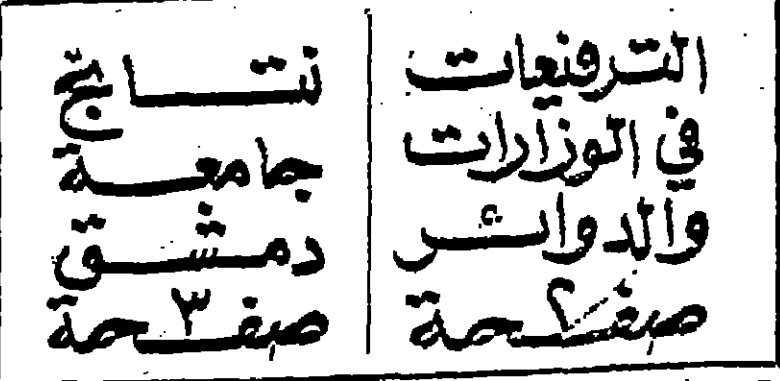 الترفيعات
في الوزارات
والدوائر
صفحة ٢
نتائج
جامعة
دمشق
صفحة ٣